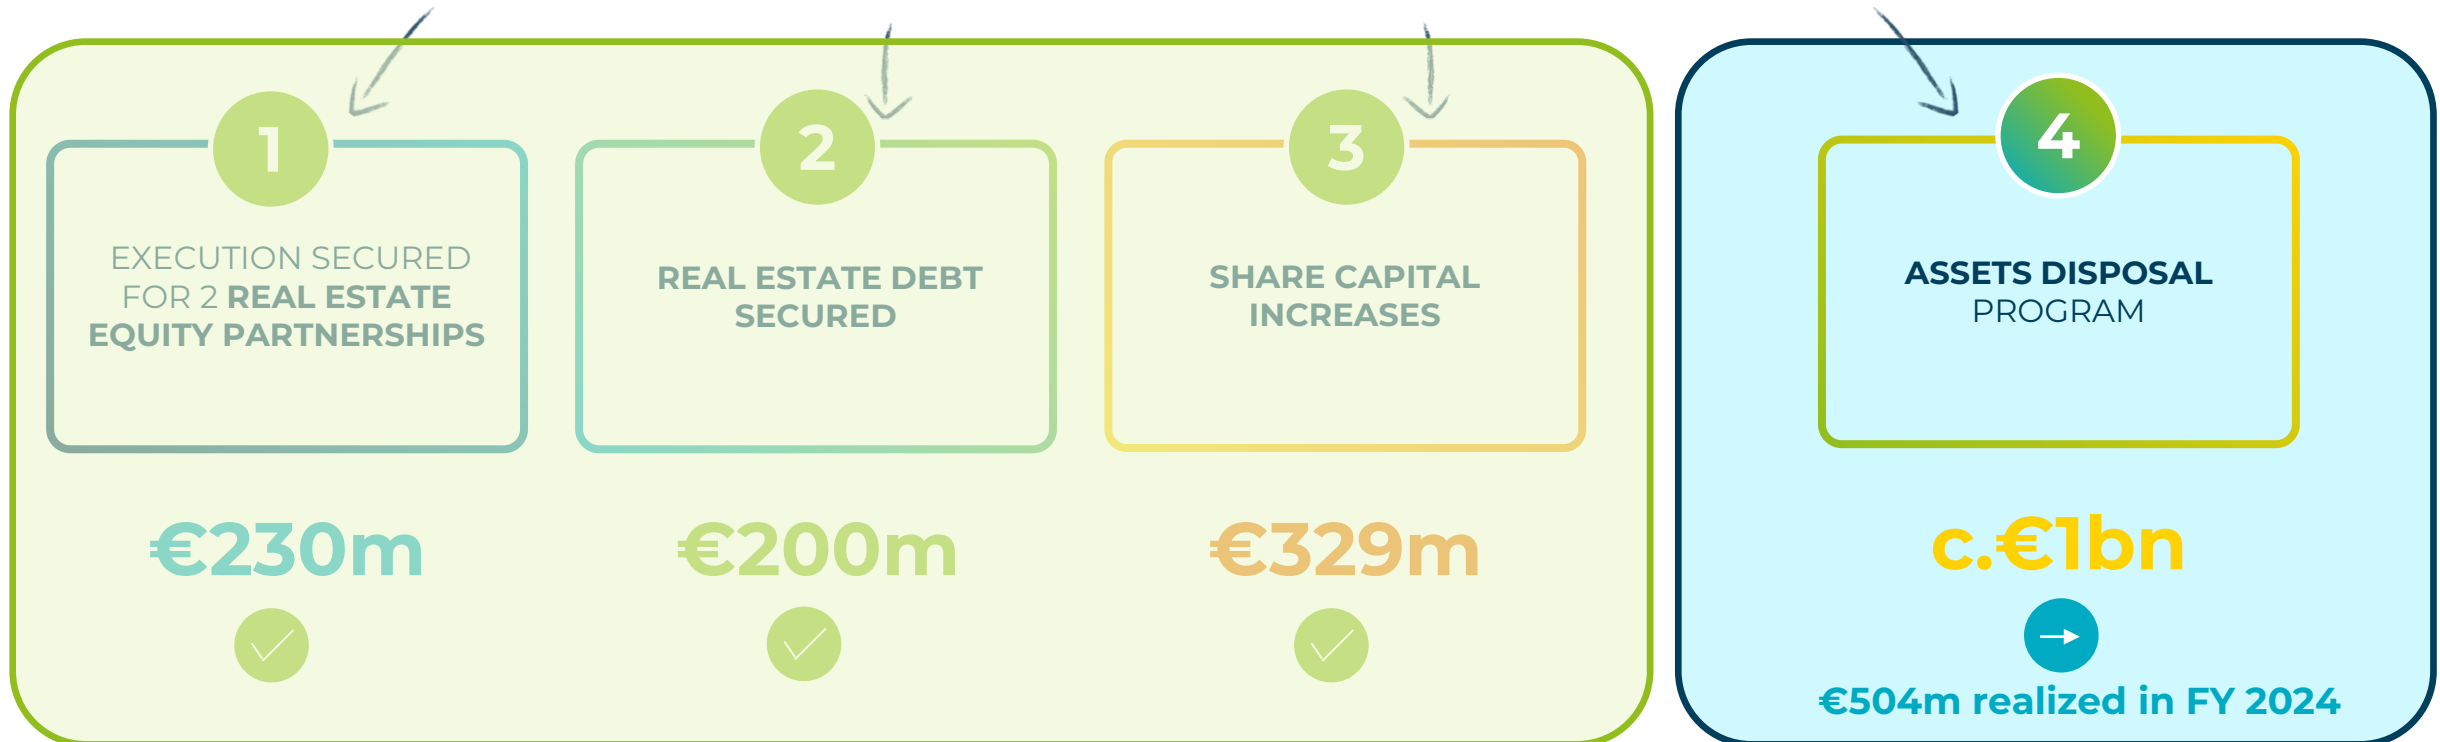 1
EXECUTION SECURED
FOR 2 REAL ESTATE
EQUITY PARTNERSHIPS
€230m
2
REAL ESTATE DEBT
SECURED
€200m
3
SHARE CAPITAL
INCREASES
€329m
4
ASSETS DISPOSAL
PROGRAM
c.€1bn
€504m realized in FY 2024